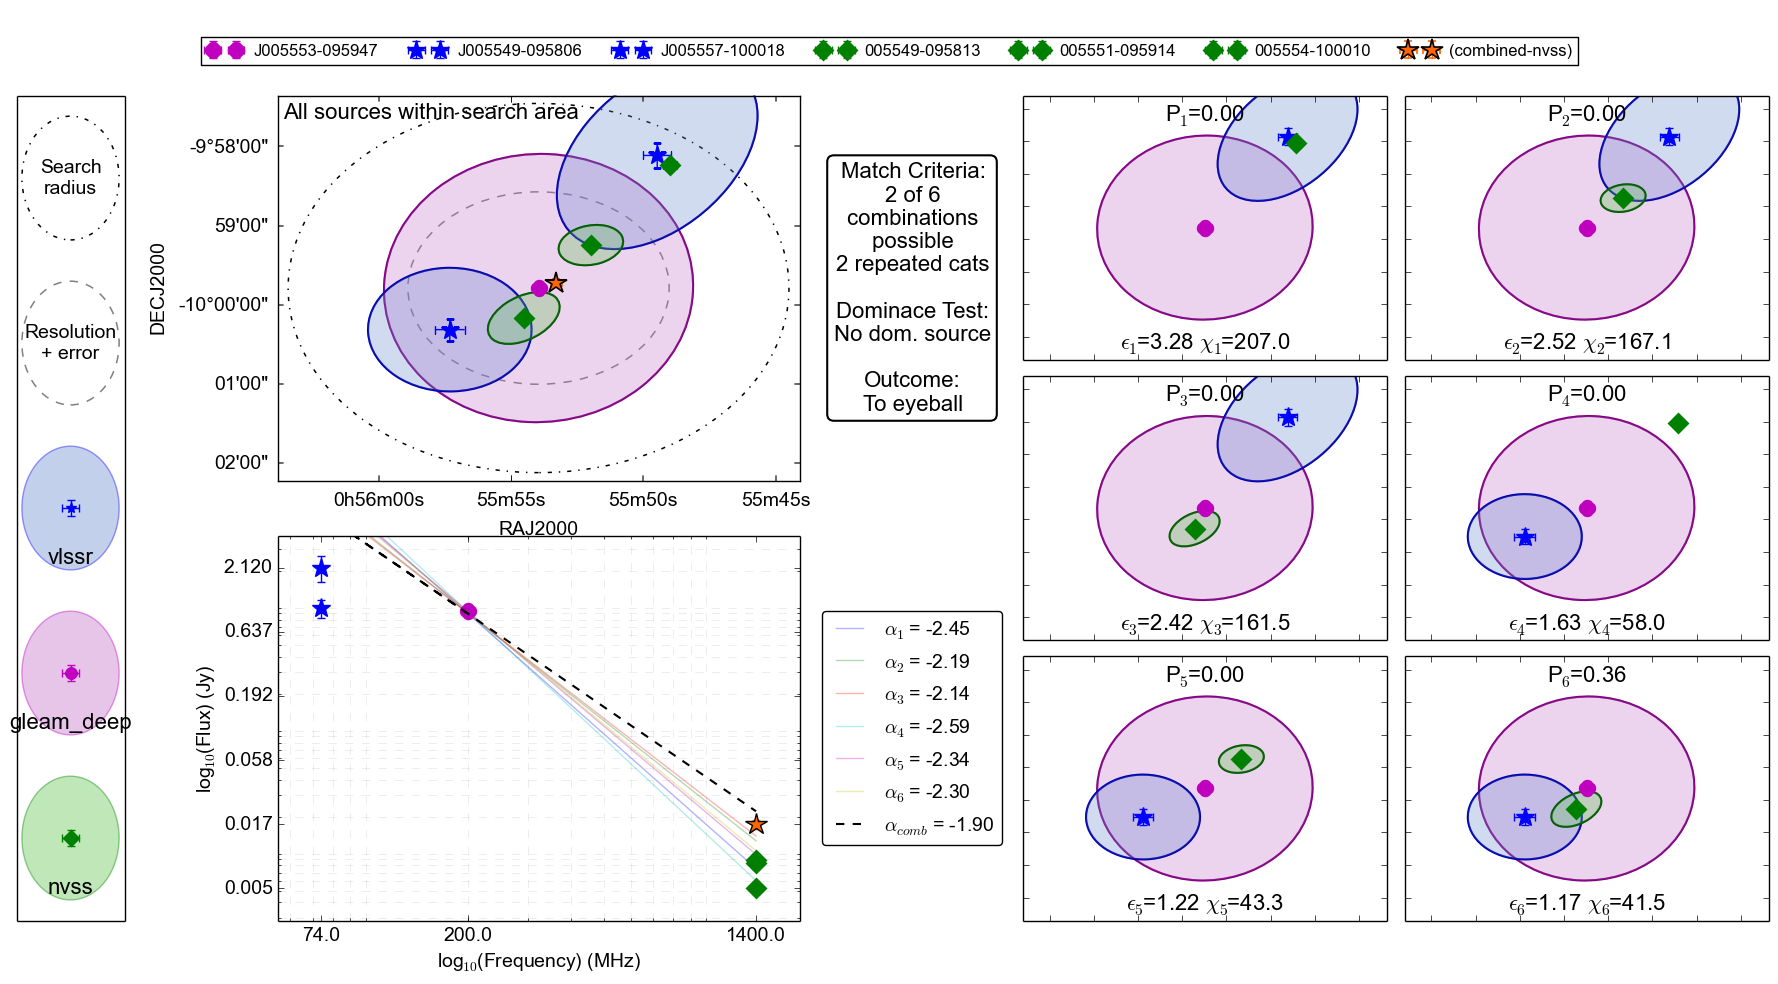 J005553-095947 J005549-095806 J005557-100018 005549-095813 005551-095914 005554-100010 (combined-nvss)
Search
radius
Resolution
+ error
vlssr
gleam_deep
nvss
All sources within search area
DECJ2000
-9°58'00"
59'00"
-10°00'00"
01'00"
02'00"
0h56m00s 55m55s 55m50s 55m45s
RAJ2000
Match Criteria:
2 of 6
combinations
possible
2 repeated cats
Dominace Test:
No dom. source
Outcome:
To eyeball
log10(Flux) (Jy)
2.120
0.637
0.192
0.058
0.017
0.005
74.0 200.0 1400.0
log10(Frequency) (MHz)
α1 = -2.45
α2 = -2.19
α3 = -2.14
α4 = -2.59
α5 = -2.34
α6 = -2.30
αcomb = -1.90
P1=0.00
ϵ1=3.28 χ1=207.0
P2=0.00
ϵ2=2.52 χ2=167.1
P3=0.00
ϵ3=2.42 χ3=161.5
P4=0.00
ϵ4=1.63 χ4=58.0
P5=0.00
ϵ5=1.22 χ5=43.3
P6=0.36
ϵ6=1.17 χ6=41.5